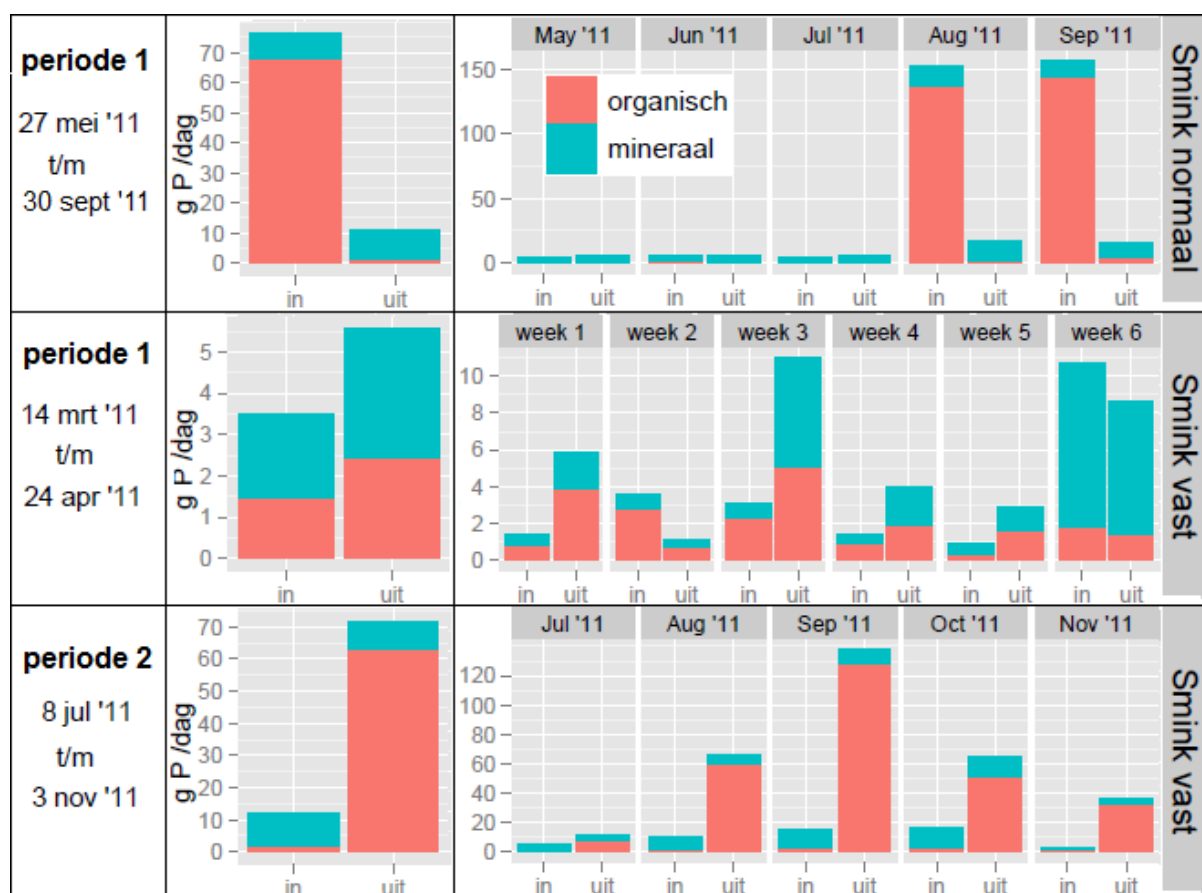 periode 1
27 mei '11
t/m
30 sept '11
g P /dag
70
60
50
40
30
20
10
0
in uit
May '11 Jun '11 Jul '11 Aug '11 Sep '11
organisch
mineraal
150
100
50
0
in uit in uit in uit in uit in uit
Smink normaal
periode 1
14 mrt '11
t/m
24 apr '11
g P /dag
5
4
3
2
1
0
in uit
week 1 week 2 week 3 week 4 week 5 week 6
10
8
6
4
2
0
in uit in uit in uit in uit in uit in uit
Smink vast
periode 2
8 jul '11
t/m
3 nov '11
g P /dag
70
60
50
40
30
20
10
0
in uit
Jul '11 Aug '11 Sep '11 Oct '11 Nov '11
120
100
80
60
40
20
0
in uit in uit in uit in uit in uit
Smink vast